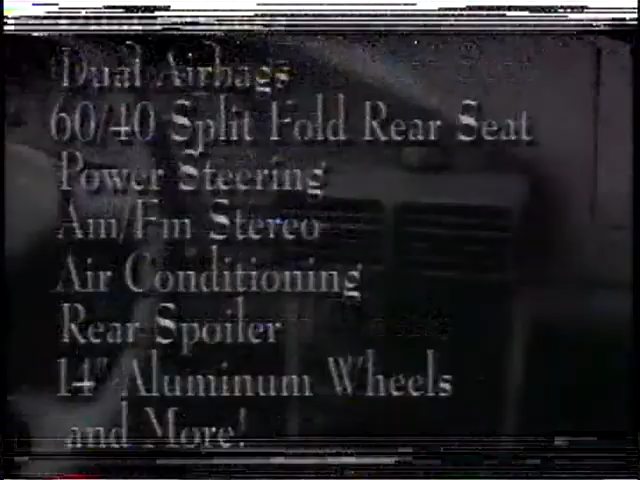 Dual Airbags
60/40 Split Fold Rear Seat
Power Steering
Am/Fm Stereo
Air Conditioning
Rear Spoiler
14" Aluminum Wheels
and More!